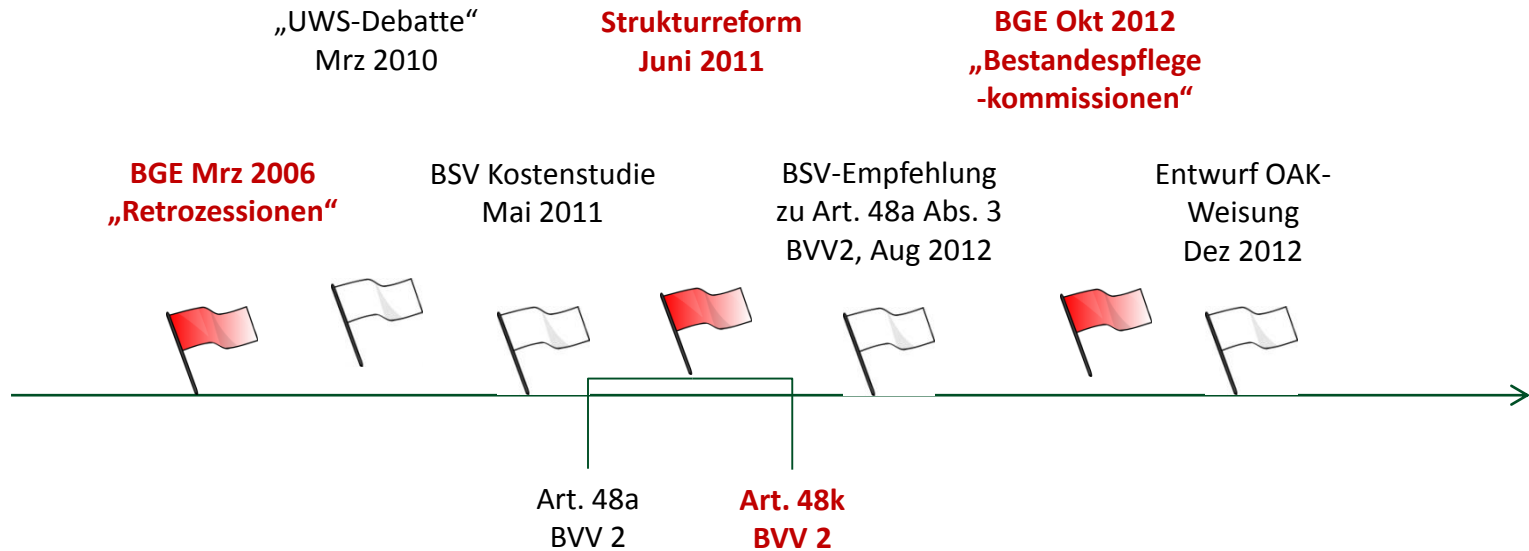 „UWS-Debatte“
Mrz 2010
Strukturreform
Juni 2011
BGE Okt 2012
„Bestandespflege
-kommissionen“
BGE Mrz 2006
„Retrozessionen“
BSV Kostenstudie
Mai 2011
BSV-Empfehlung
zu Art. 48a Abs. 3
BVV2, Aug 2012
Entwurf OAK-
Weisung
Dez 2012
Art. 48a
BVV 2
Art. 48k
BVV 2